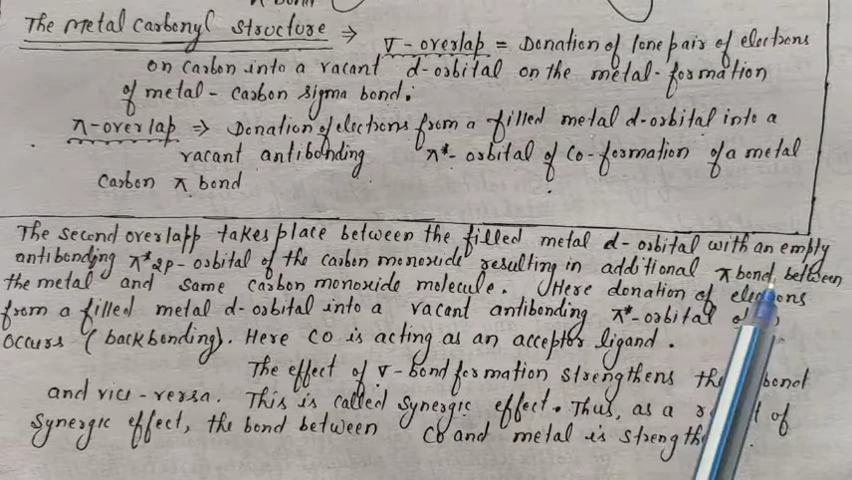 The Metal Carbonyl Structure ⇒ σ-overlap = Donation of lone pair of electrons
on carbon into a vacant d-orbital on the metal-formation
of metal-Carbon sigma bond.
π-overlap ⇒ Donation of electrons from a filled metal d-orbital into a
vacant antibonding π*-orbital of Co-formation of a metal
Carbon π bond
The second overlapp takes place between the filled metal d-orbital with an empty
antibonding π*2p-orbital of the carbon monoxide resulting in additional π bond between
the metal and same carbon monoxide molecule. Here donation of electrons
from a filled metal d-orbital into a vacant antibonding π*-orbital
occurs (backbonding). Here CO is acting as an acceptor ligand.
The effect of σ-bond formation strengthens bond
and vice-versa. This is called synergic effect. Thus, as a of
synergic effect, the bond between CO and metal is